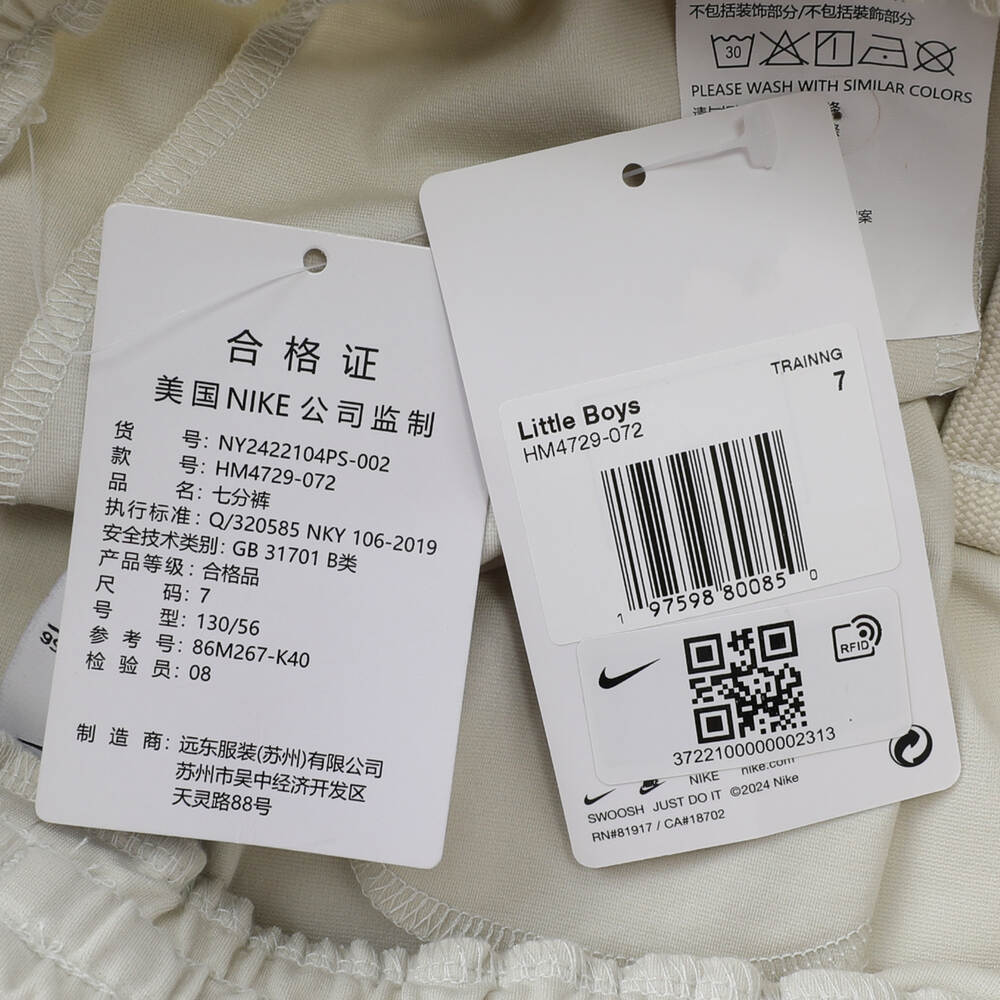 不包括装饰部分/不包括裝飾部分
30
PLEASE WASH WITH SIMILAR COLORS
合格证
美国NIKE公司监制
货号: NY2422104PS-002
款号: HM4729-072
品名: 七分裤
执行标准: Q/320585 NKY 106-2019
安全技术类别: GB 31701 B类
产品等级: 合格品
尺码: 7
号型: 130/56
参考号: 86M267-K40
检验员: 08
制造商: 远东服装(苏州)有限公司
苏州市吴中经济开发区
天灵路88号
TRAINNG
7
Little Boys
HM4729-072
1 97598 80085 0
RFID
3722100000002313
NIKE nike.com
SWOOSH JUST DO IT ©2024 Nike
RN#81917 / CA#18702